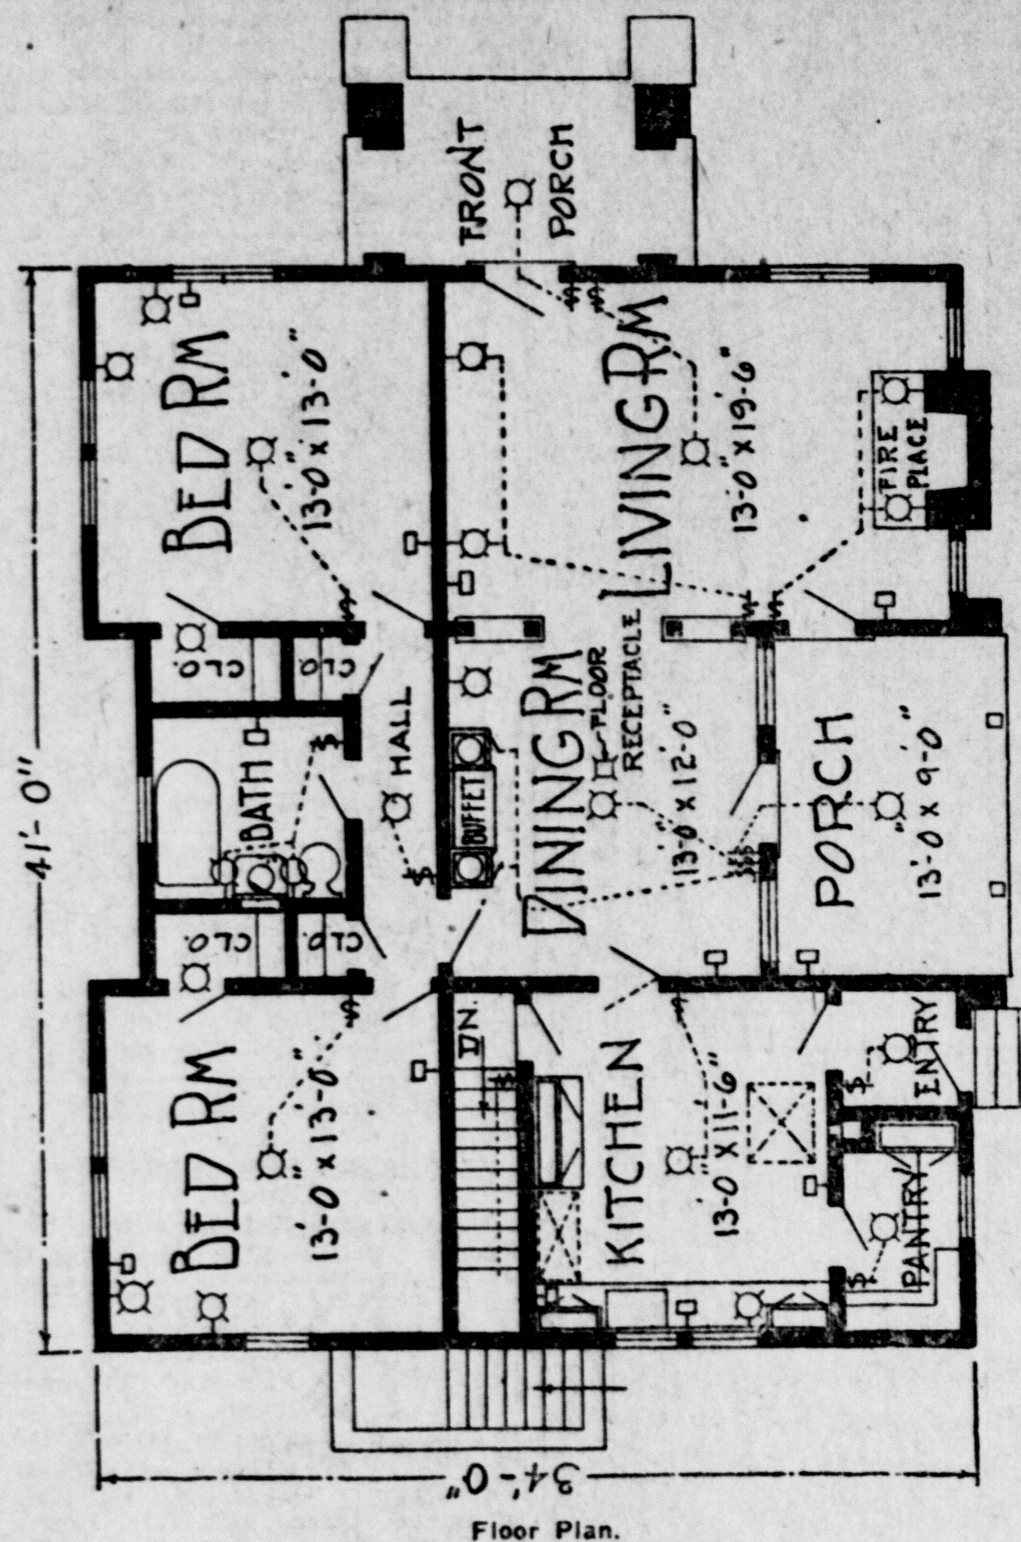 FRONT
PORCH
41'-0"
BED RM
13'-0" x 13'-0"
LIVING RM
13'-0" x 19'-6"
FIRE
PLACE
CLO.
CLO.
BATH
HALL
BUFFET
DINING RM
13'-0" x 12'-0"
FLOOR
RECEPTACLE
PORCH
13'-0" x 9'-0"
CLO.
CLO.
BED RM
13'-0" x 13'-0"
DN.
KITCHEN
13'-0" x 11'-6"
ENTRY
PANTRY
34'-0"
Floor Plan.